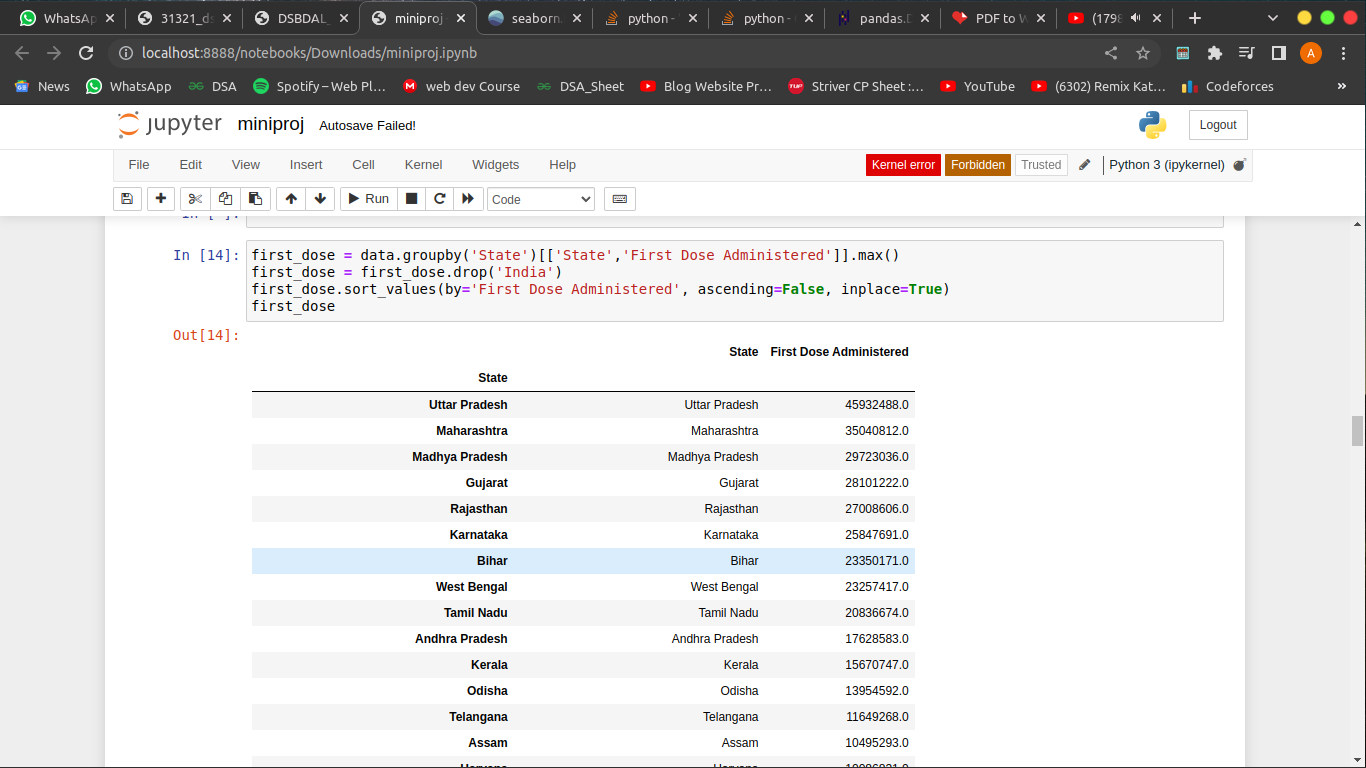 WhatsAp
31321_ds
DSBDAL_
miniproj
seaborn.
python -
python -
pandas.D
PDF to W
(1798
localhost:8888/notebooks/Downloads/miniproj.ipynb
A
News WhatsApp DSA Spotify – Web Pl... web dev Course DSA_Sheet Blog Website Pr... Striver CP Sheet :... YouTube (6302) Remix Kat... Codeforces »
jupyter miniproj Autosave Failed! Logout
File Edit View Insert Cell Kernel Widgets Help Kernel error Forbidden Trusted Python 3 (ipykernel)
Run Code
In [14]: first_dose = data.groupby('State')[['State','First Dose Administered']].max()
first_dose = first_dose.drop('India')
first_dose.sort_values(by='First Dose Administered', ascending=False, inplace=True)
first_dose
Out[14]:
State First Dose Administered
State
Uttar Pradesh Uttar Pradesh 45932488.0
Maharashtra Maharashtra 35040812.0
Madhya Pradesh Madhya Pradesh 29723036.0
Gujarat Gujarat 28101222.0
Rajasthan Rajasthan 27008606.0
Karnataka Karnataka 25847691.0
Bihar Bihar 23350171.0
West Bengal West Bengal 23257417.0
Tamil Nadu Tamil Nadu 20836674.0
Andhra Pradesh Andhra Pradesh 17628583.0
Kerala Kerala 15670747.0
Odisha Odisha 13954592.0
Telangana Telangana 11649268.0
Assam Assam 10495293.0